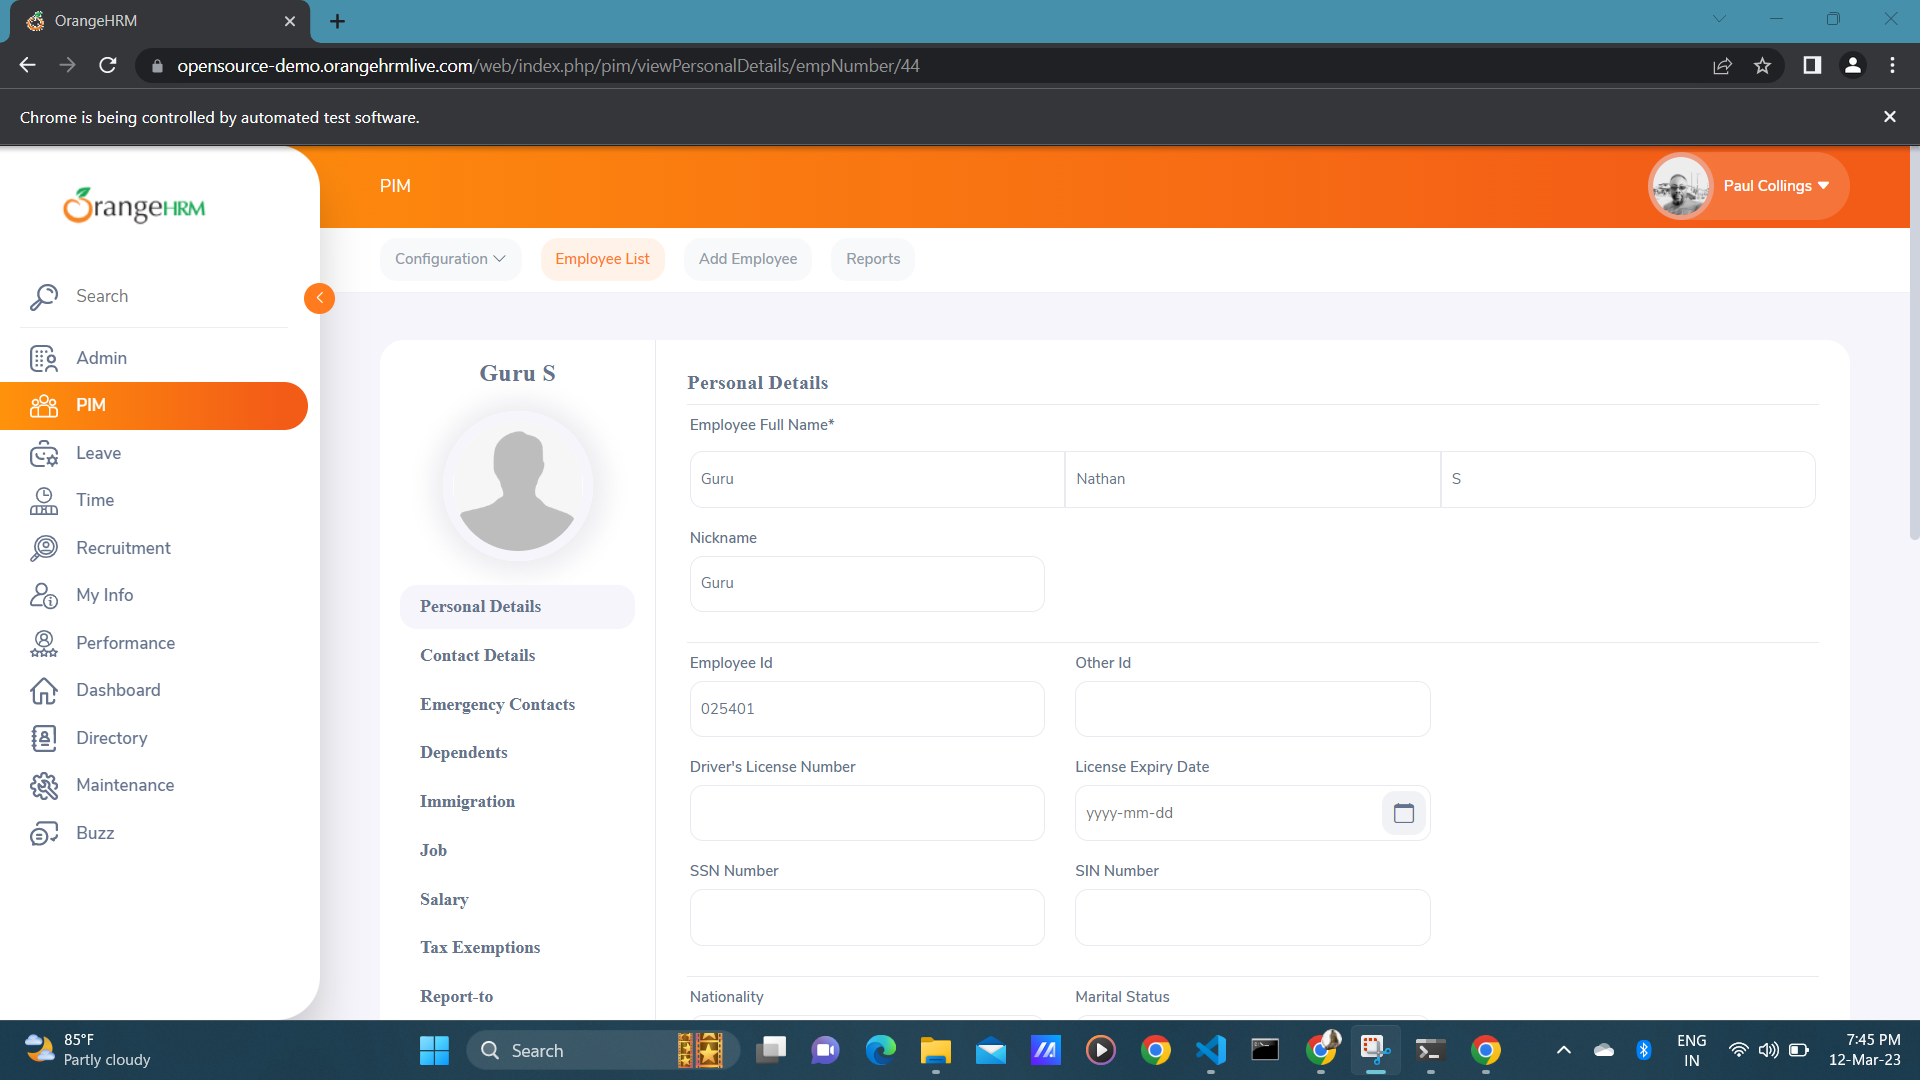 OrangeHRM
opensource-demo.orangehrmlive.com/web/index.php/pim/viewPersonalDetails/empNumber/44
Chrome is being controlled by automated test software.
OrangeHRM
PIM
Paul Collings
Configuration
Employee List
Add Employee
Reports
Search
Admin
PIM
Leave
Time
Recruitment
My Info
Performance
Dashboard
Directory
Maintenance
Buzz
Guru S
Personal Details
Contact Details
Emergency Contacts
Dependents
Immigration
Job
Salary
Tax Exemptions
Report-to
Personal Details
Employee Full Name*
Guru
Nathan
S
Nickname
Guru
Employee Id
Other Id
025401
Driver's License Number
License Expiry Date
yyyy-mm-dd
SSN Number
SIN Number
Nationality
Marital Status
85°F
Partly cloudy
Search
ENG
IN
7:45 PM
12-Mar-23